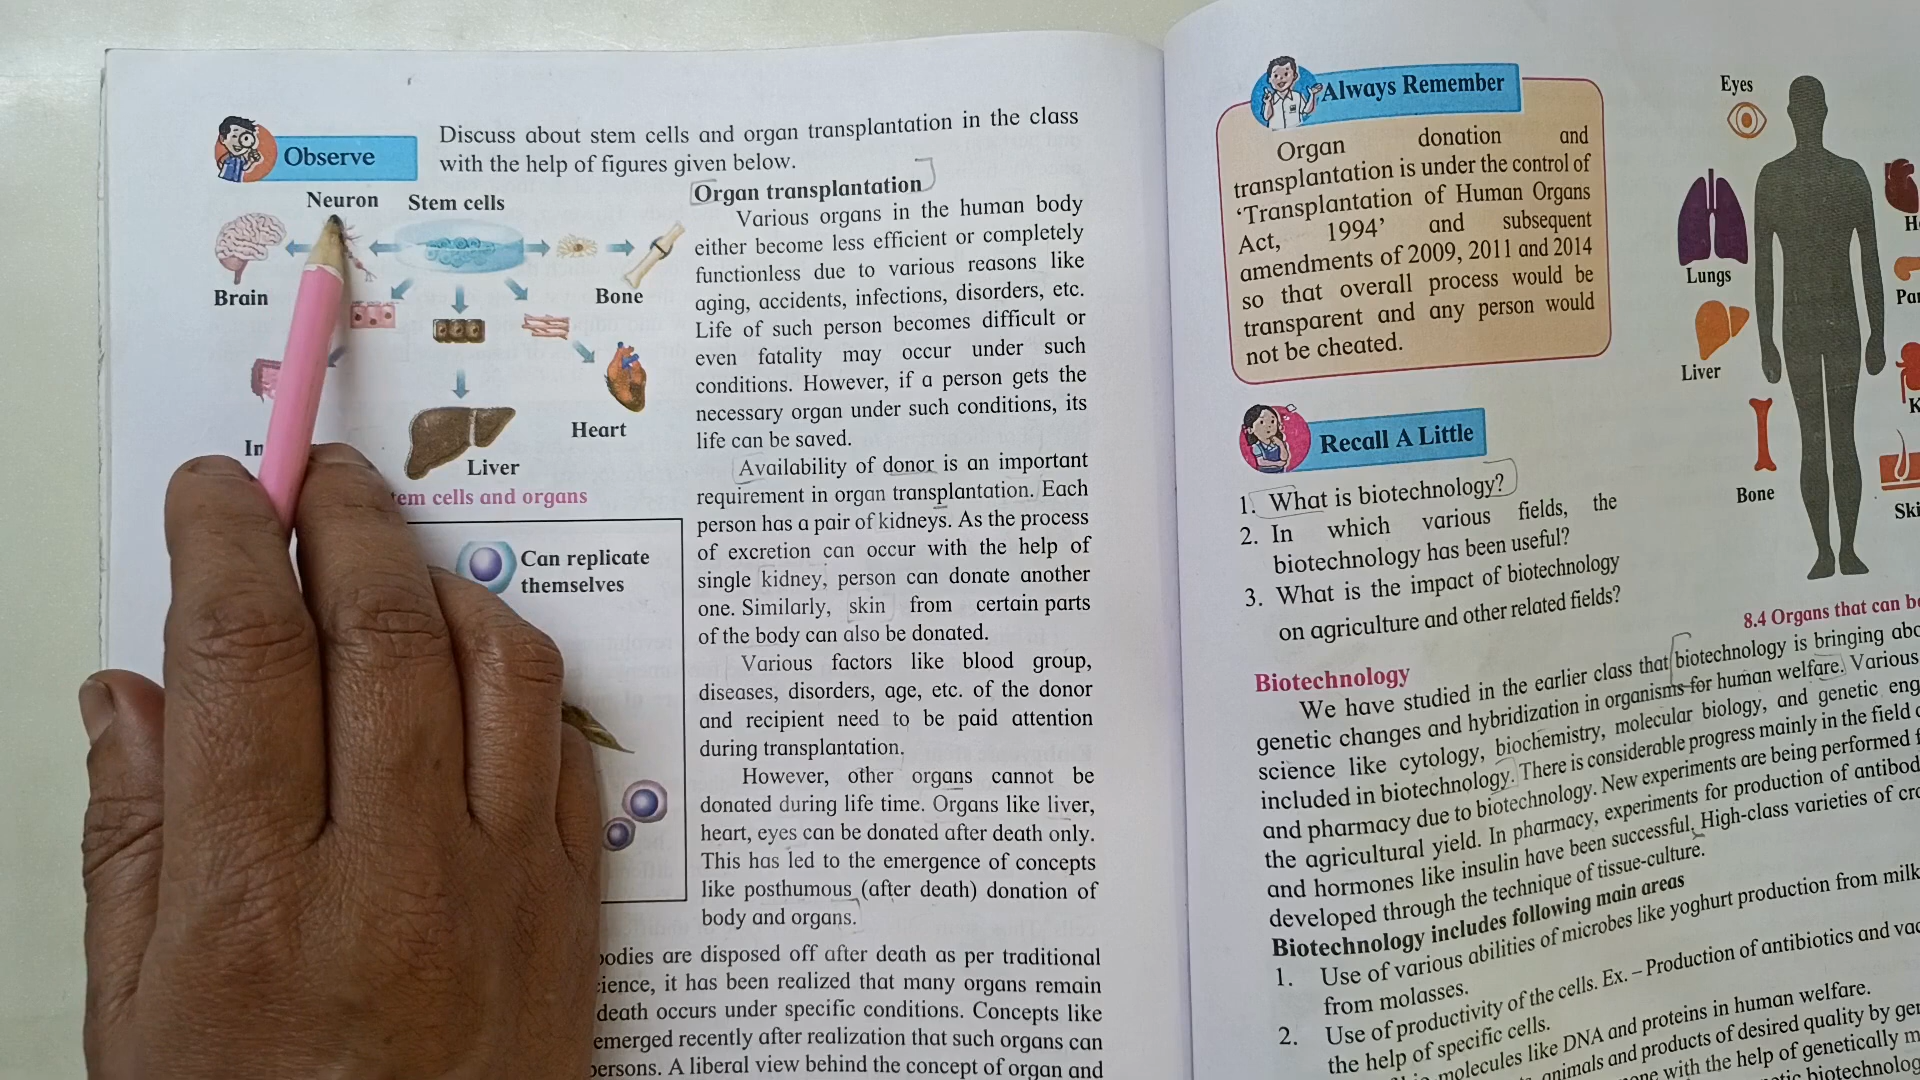 Observe
Discuss about stem cells and organ transplantation in the class
with the help of figures given below.
Neuron
Stem cells
Brain
Bone
Heart
Liver
cells and organs
Can replicate
themselves
Organ transplantation
Various organs in the human body
either become less efficient or completely
functionless due to various reasons like
aging, accidents, infections, disorders, etc.
Life of such person becomes difficult or
even fatality may occur under such
conditions. However, if a person gets the
necessary organ under such conditions, its
life can be saved.
Availability of donor is an important
requirement in organ transplantation. Each
person has a pair of kidneys. As the process
of excretion can occur with the help of
single kidney, person can donate another
one. Similarly, skin from certain parts
of the body can also be donated.
Various factors like blood group,
diseases, disorders, age, etc. of the donor
and recipient need to be paid attention
during transplantation.
However, other organs cannot be
donated during life time. Organs like liver,
heart, eyes can be donated after death only.
This has led to the emergence of concepts
like posthumous (after death) donation of
body and organs.
are disposed off after death as per traditional
it has been realized that many organs remain
death occurs under specific conditions. Concepts like
emerged recently after realization that such organs can
A liberal view behind the concept of organ and
Always Remember
Organ donation and
transplantation is under the control of
‘Transplantation of Human Organs
Act, 1994’ and subsequent
amendments of 2009, 2011 and 2014
so that overall process would be
transparent and any person would
not be cheated.
Eyes
Lungs
Liver
Bone
Recall A Little
1. What is biotechnology?
2. In which various fields, the
biotechnology has been useful?
3. What is the impact of biotechnology
on agriculture and other related fields?
8.4 Organs that can
Biotechnology
We have studied in the earlier class that biotechnology is bringing
genetic changes and hybridization in organisms for human welfare. Various
science like cytology, biochemistry, molecular biology, and genetic
included in biotechnology. There is considerable progress mainly in the field
and pharmacy due to biotechnology. New experiments are being performed
the agricultural yield. In pharmacy, experiments for production of
and hormones like insulin have been successful. High-class varieties of
developed through the technique of tissue-culture.
Biotechnology includes following main areas
1. Use of various abilities of microbes like yoghurt production from milk
from molasses.
2. Use of productivity of the cells. Ex. – Production of antibiotics and
the help of specific cells.
molecules like DNA and proteins in human welfare.
animals and products of desired quality by
with the help of genetically